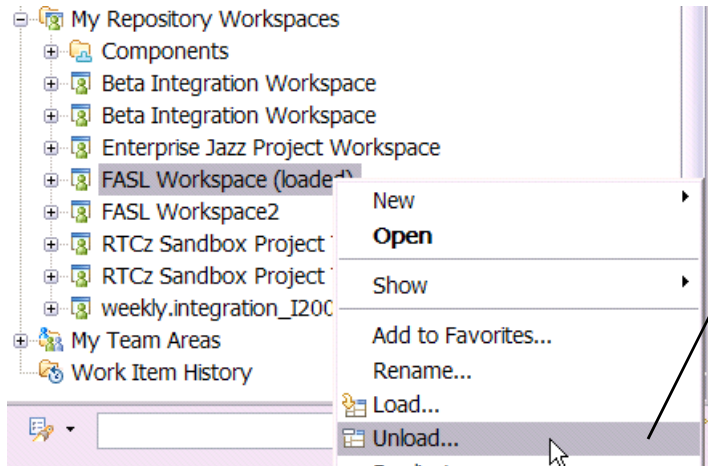 My Repository Workspaces
Components
Beta Integration Workspace
Beta Integration Workspace
Enterprise Jazz Project Workspace
FASL Workspace (loaded)
FASL Workspace2
RTCz Sandbox Project
RTCz Sandbox Project
weekly.integration_I200
My Team Areas
Work Item History
New
Open
Show
Add to Favorites...
Rename...
Load...
Unload...